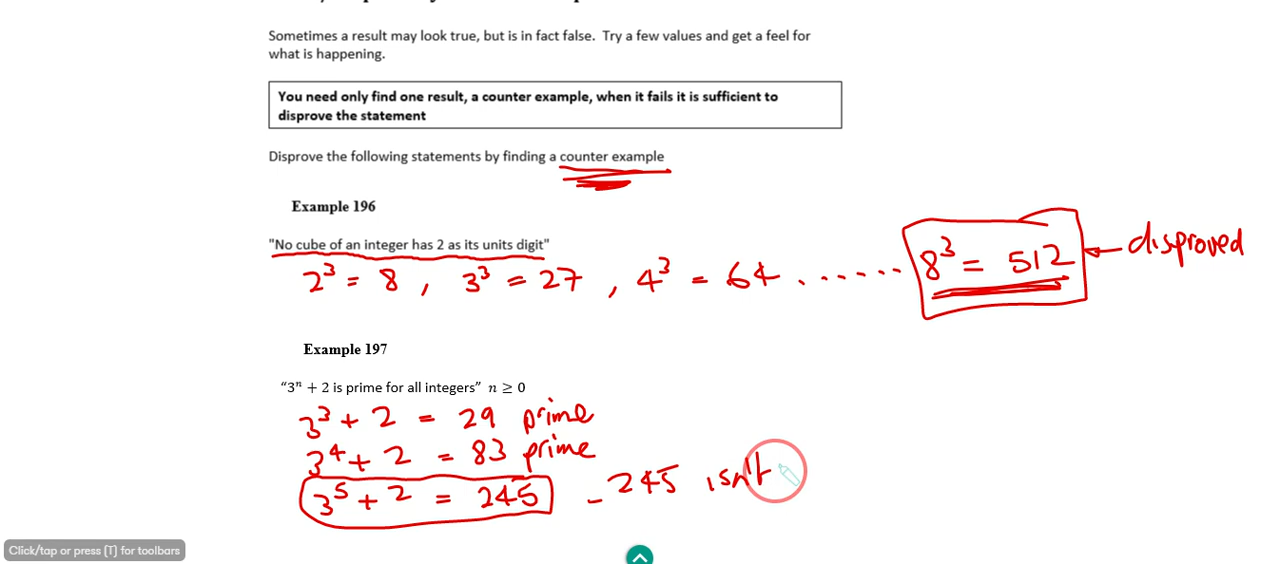 Sometimes a result may look true, but is in fact false. Try a few values and get a feel for
what is happening.
You need only find one result, a counter example, when it fails it is sufficient to
disprove the statement
Disprove the following statements by finding a counter example
Example 196
"No cube of an integer has 2 as its units digit"
2³ = 8 , 3³ = 27 , 4³ = 64 ....... 8³ = 512 ← disproved
Example 197
“3ⁿ + 2 is prime for all integers” n ≥ 0
3³ + 2 = 29 prime
3⁴ + 2 = 83 prime
3⁵ + 2 = 245 – 245 isn't
Click/tap or press [T] for toolbars